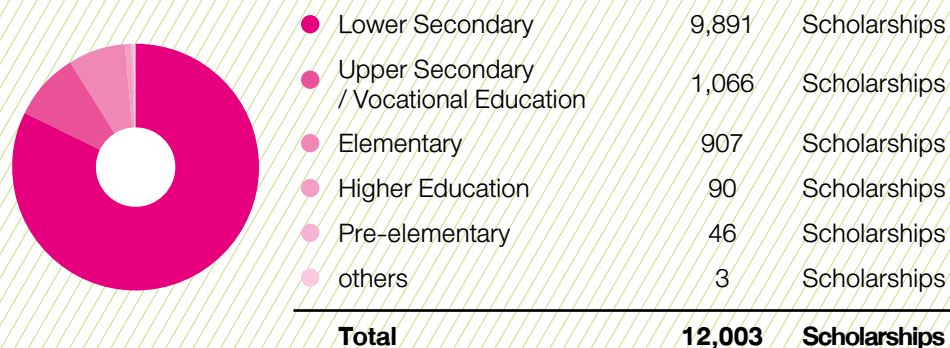 Lower Secondary 9,891 Scholarships
Upper Secondary
/ Vocational Education 1,066 Scholarships
Elementary 907 Scholarships
Higher Education 90 Scholarships
Pre-elementary 46 Scholarships
others 3 Scholarships
Total 12,003 Scholarships